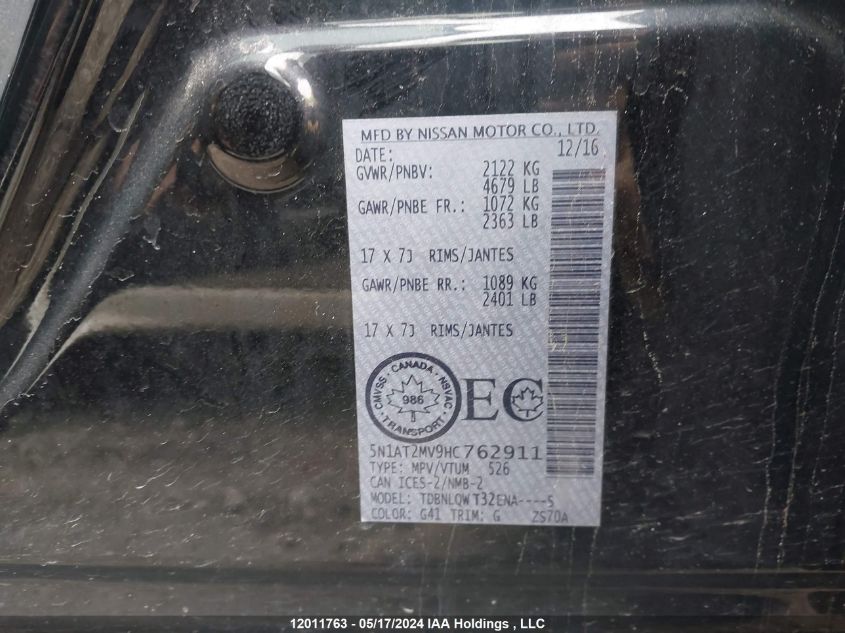 MFD BY NISSAN MOTOR CO., LTD.
DATE: 12/16
GVWR/PNBV: 2122 KG
4679 LB
GAWR/PNBE FR.: 1072 KG
2363 LB
17 X 7J RIMS/JANTES
GAWR/PNBE RR.: 1089 KG
2401 LB
17 X 7J RIMS/JANTES
CMVSS · CANADA · NSVAC
986
TRANSPORT
EC
5N1AT2MV9HC762911
TYPE: MPV/VTUM 526
CAN ICES-2/NMB-2
MODEL: TDBNLQWT32ENA----5
COLOR: G41 TRIM: G ZS70A
12011763 - 05/17/2024 IAA Holdings , LLC